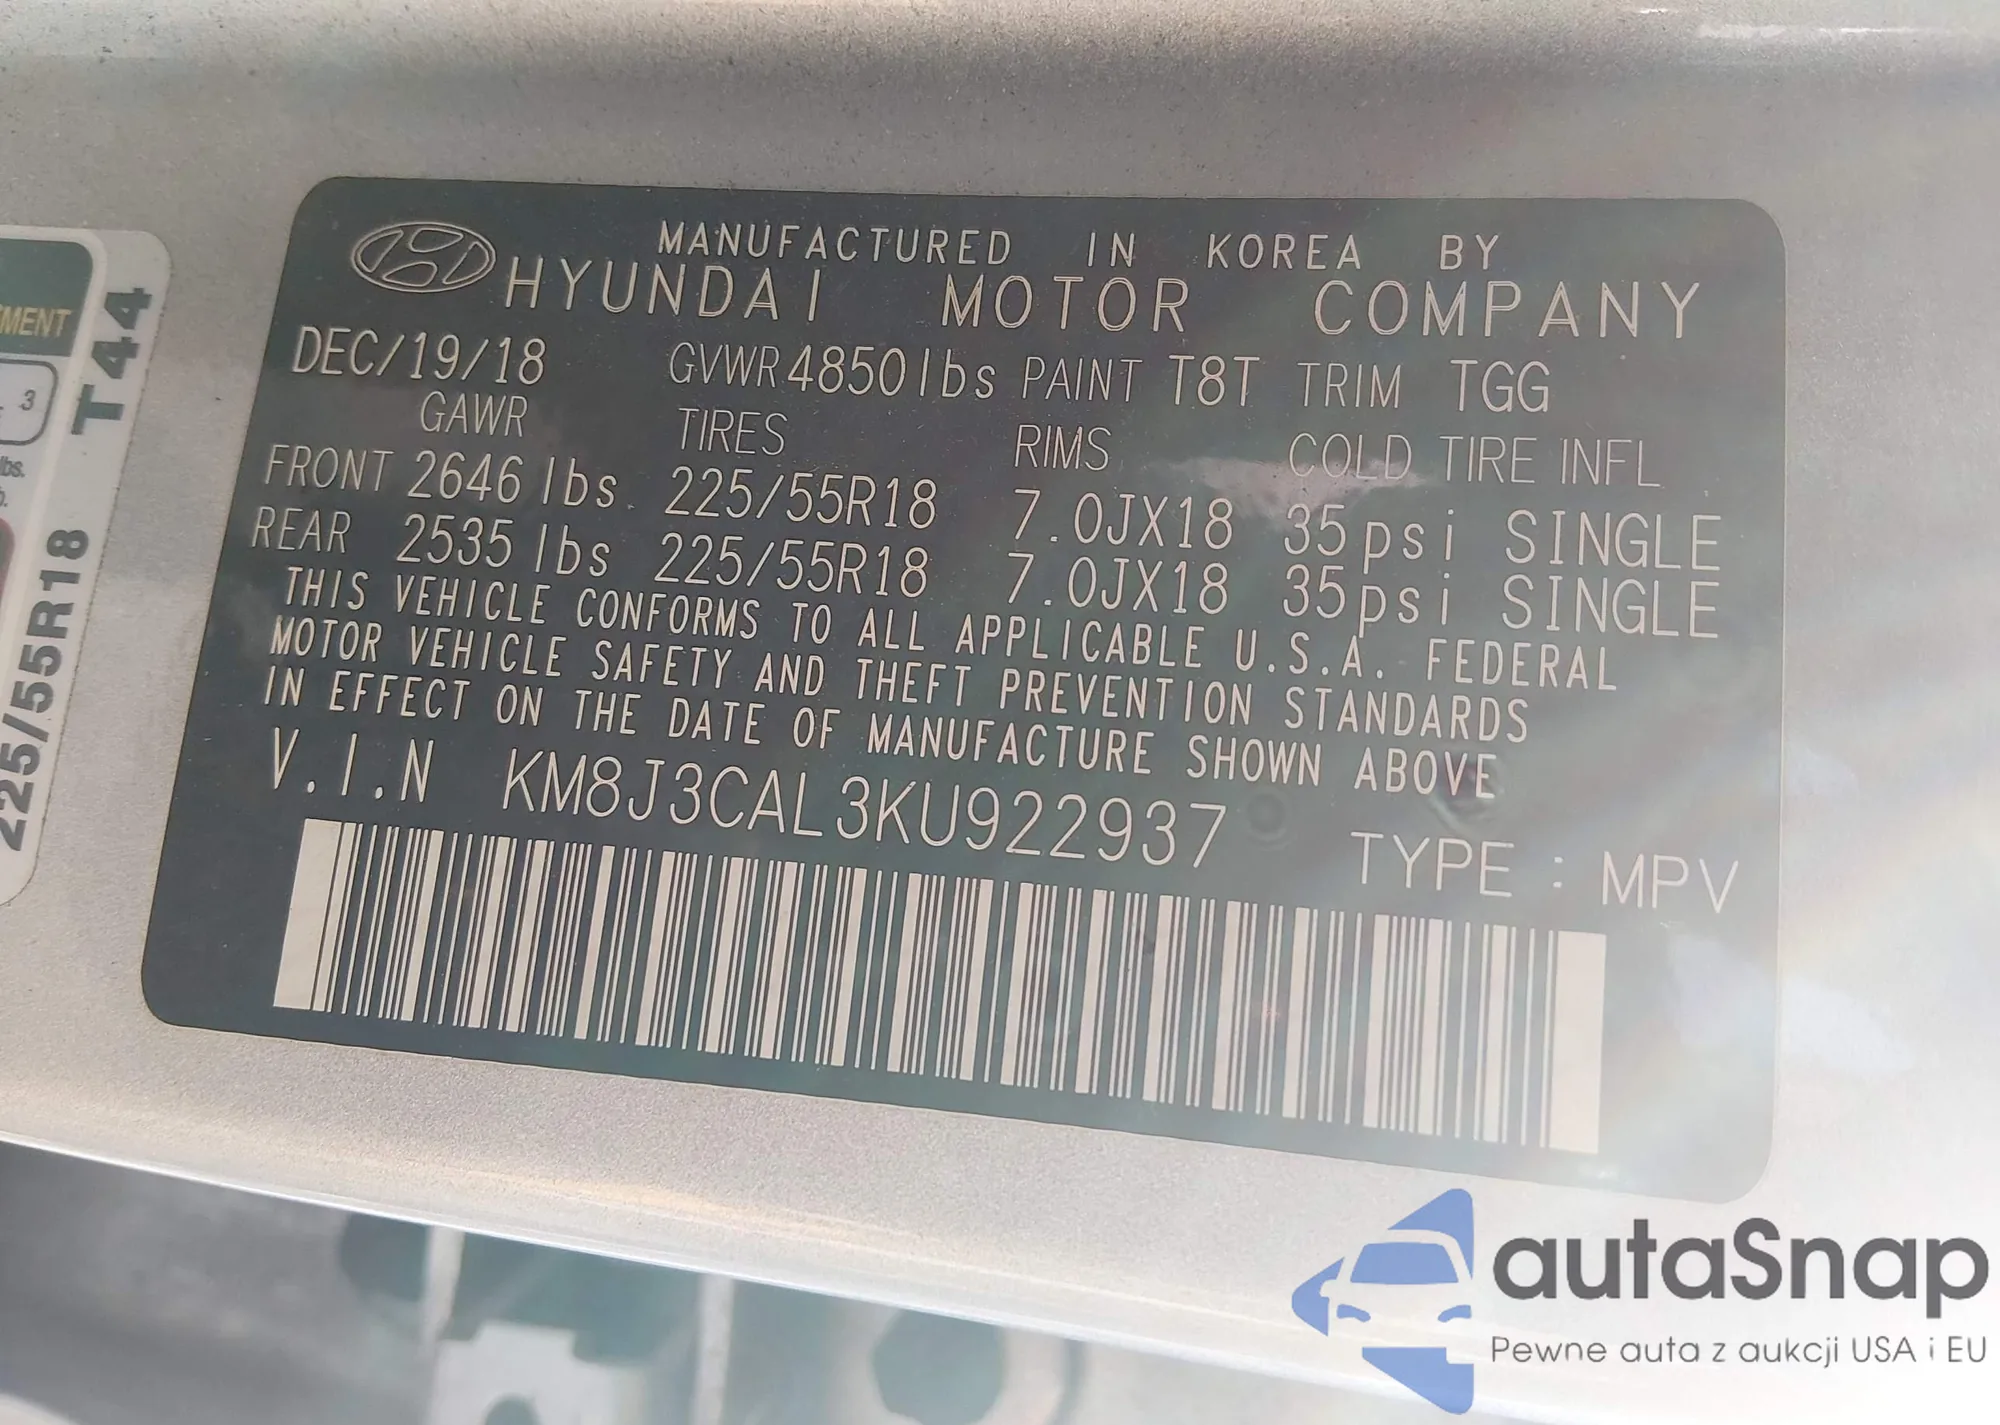 MANUFACTURED IN KOREA BY
HYUNDAI MOTOR COMPANY
DEC/19/18 GVWR 4850lbs PAINT T8T TRIM TGG
GAWR TIRES RIMS COLD TIRE INFL
FRONT 2646 lbs 225/55R18 7.0JX18 35psi SINGLE
REAR 2535 lbs 225/55R18 7.0JX18 35psi SINGLE
THIS VEHICLE CONFORMS TO ALL APPLICABLE U.S.A. FEDERAL
MOTOR VEHICLE SAFETY AND THEFT PREVENTION STANDARDS
IN EFFECT ON THE DATE OF MANUFACTURE SHOWN ABOVE
V.I.N KM8J3CAL3KU922937 TYPE : MPV
3
lbs.
225/55R18 T44
autaSnap
Pewne auta z aukcji USA i EU